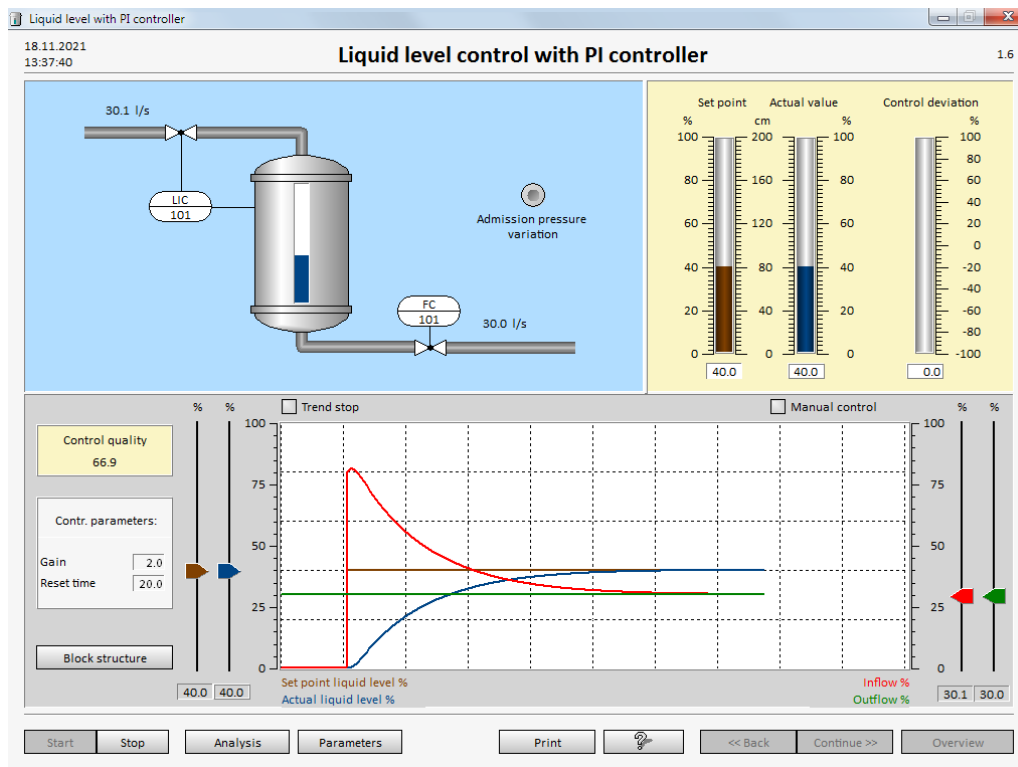 Liquid level with PI controller
18.11.2021
13:37:40
Liquid level control with PI controller
1.6
30.1 l/s
LIC
101
Admission pressure
variation
FC
101
30.0 l/s
Set point Actual value Control deviation
% cm % %
100 200 100 100
80
80 160 80 60
40
60 120 60 20
0
40 80 40 -20
-40
20 40 20 -60
-80
0 0 0 -100
40.0 40.0 0.0
% % Trend stop Manual control % %
Control quality
66.9
Contr. parameters:
Gain 2.0
Reset time 20.0
Block structure
100 100
75 75
50 50
25 25
0 0
40.0 40.0
Set point liquid level %
Actual liquid level %
Inflow %
Outflow %
30.1 30.0
Start Stop Analysis Parameters Print ? << Back Continue >> Overview